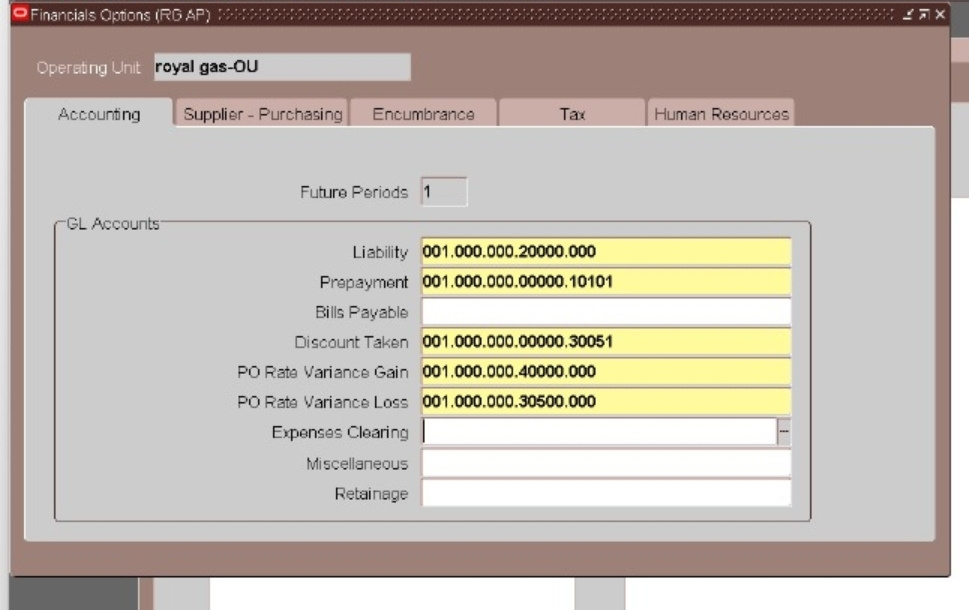 Financials Options (RG AP)
Operating Unit royal gas-OU
Accounting Supplier - Purchasing Encumbrance Tax Human Resources
Future Periods 1
GL Accounts
Liability 001.000.000.20000.000
Prepayment 001.000.000.00000.10101
Bills Payable
Discount Taken 001.000.000.00000.30051
PO Rate Variance Gain 001.000.000.40000.000
PO Rate Variance Loss 001.000.000.30500.000
Expenses Clearing
Miscellaneous
Retainage